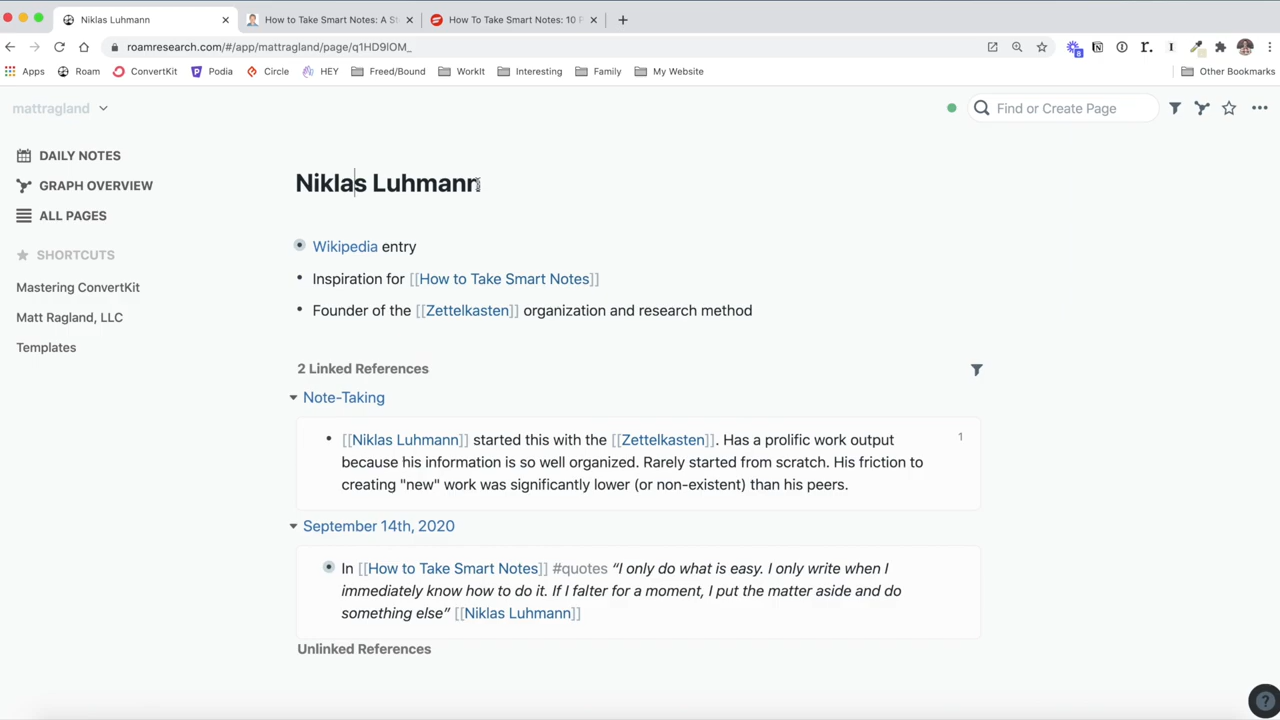 Niklas Luhmann
How to Take Smart Notes: A St
How To Take Smart Notes: 10 P
roamresearch.com/#/app/mattragland/page/q1HD9lOM_
Apps Roam ConvertKit Podia Circle HEY Freed/Bound WorkIt Interesting Family My Website Other Bookmarks
mattragland
Find or Create Page
DAILY NOTES
GRAPH OVERVIEW
ALL PAGES
SHORTCUTS
Mastering ConvertKit
Matt Ragland, LLC
Templates
Niklas Luhmann
Wikipedia entry
Inspiration for [[How to Take Smart Notes]]
Founder of the [[Zettelkasten]] organization and research method
2 Linked References
Note-Taking
[[Niklas Luhmann]] started this with the [[Zettelkasten]]. Has a prolific work output 1
because his information is so well organized. Rarely started from scratch. His friction to
creating "new" work was significantly lower (or non-existent) than his peers.
September 14th, 2020
In [[How to Take Smart Notes]] #quotes “I only do what is easy. I only write when I
immediately know how to do it. If I falter for a moment, I put the matter aside and do
something else” [[Niklas Luhmann]]
Unlinked References